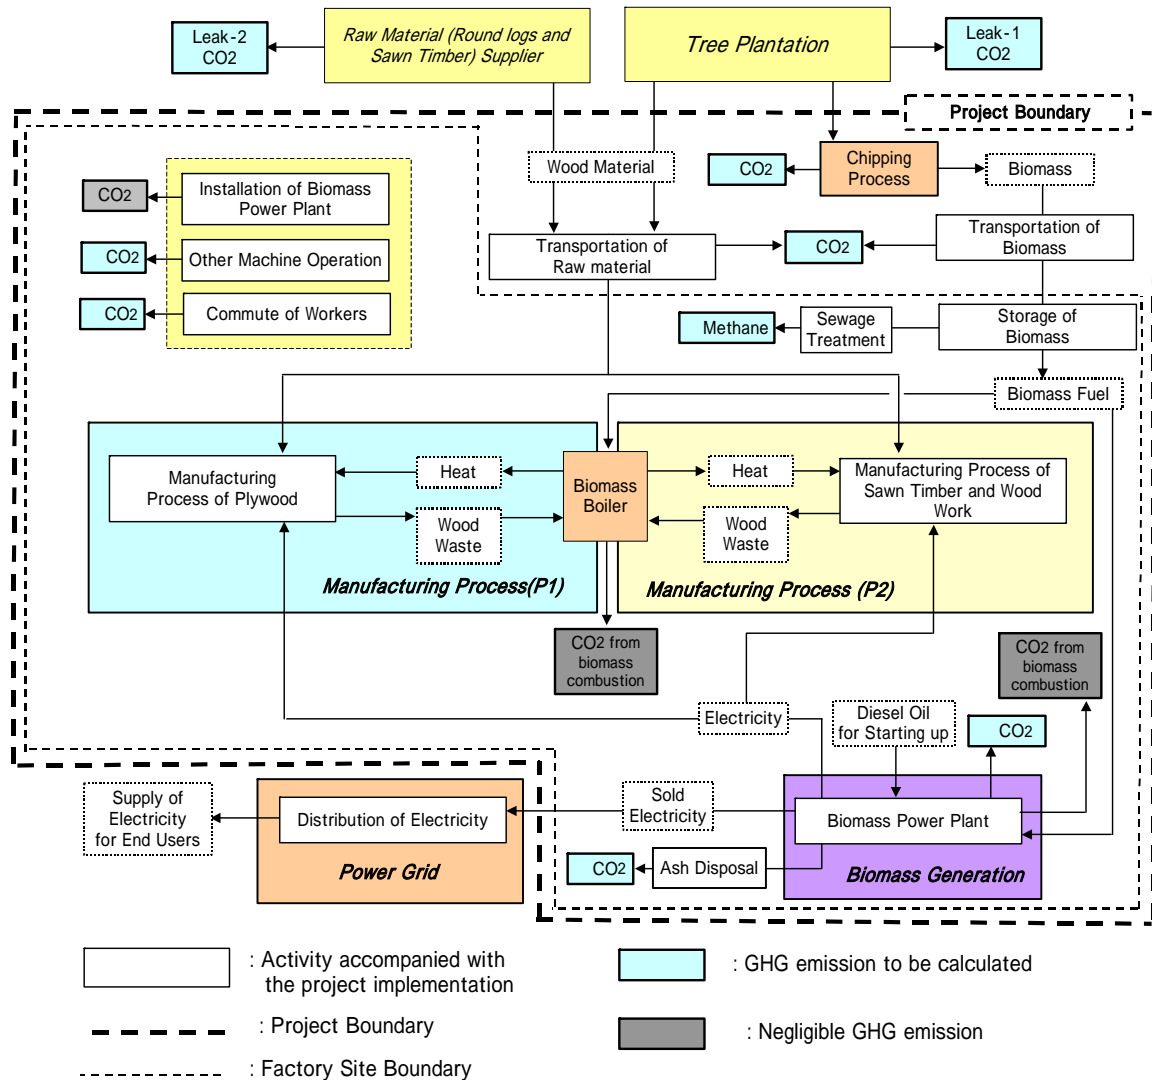 Leak-2
CO2
Raw Material (Round logs and
Sawn Timber) Supplier
Tree Plantation
Leak-1
CO2
Project Boundary
Wood Material
CO2
Chipping
Process
Biomass
CO2
Installation of Biomass
Power Plant
CO2
Other Machine Operation
CO2
Commute of Workers
Transportation of
Raw material
CO2
Transportation of
Biomass
Methane
Sewage
Treatment
Storage of
Biomass
Biomass Fuel
Manufacturing
Process of Plywood
Heat
Wood
Waste
Biomass
Boiler
Heat
Wood
Waste
Manufacturing Process of
Sawn Timber and Wood
Work
Manufacturing Process(P1)
Manufacturing Process (P2)
CO2 from
biomass
combustion
CO2 from
biomass
combustion
Electricity
Diesel Oil
for Starting up
CO2
Supply of
Electricity
for End Users
Distribution of Electricity
Power Grid
Sold
Electricity
Biomass Power Plant
CO2
Ash Disposal
Biomass Generation
: Activity accompanied with
the project implementation
: GHG emission to be calculated
: Project Boundary
: Negligible GHG emission
: Factory Site Boundary